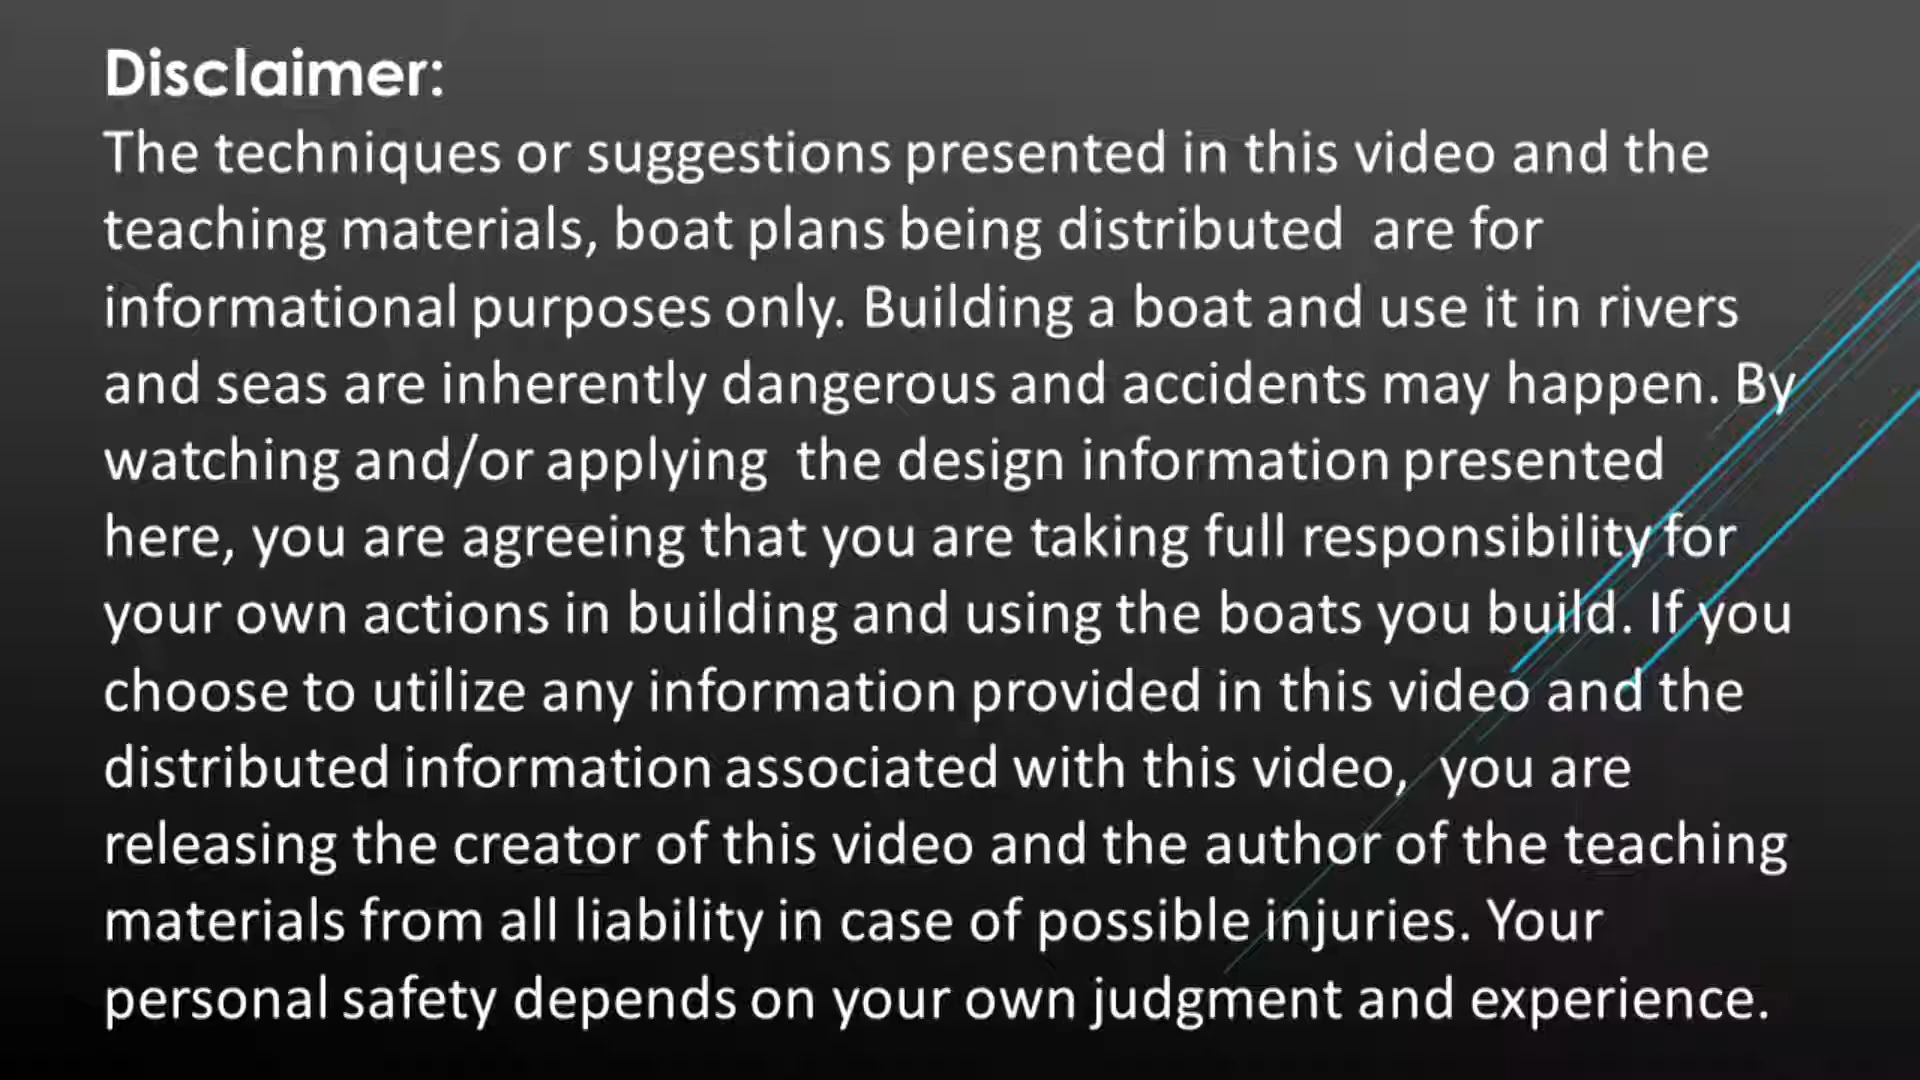 Disclaimer:
The techniques or suggestions presented in this video and the
teaching materials, boat plans being distributed  are for
informational purposes only. Building a boat and use it in rivers
and seas are inherently dangerous and accidents may happen. By
watching and/or applying  the design information presented
here, you are agreeing that you are taking full responsibility for
your own actions in building and using the boats you build. If you
choose to utilize any information provided in this video and the
distributed information associated with this video,  you are
releasing the creator of this video and the author of the teaching
materials from all liability in case of possible injuries. Your
personal safety depends on your own judgment and experience.